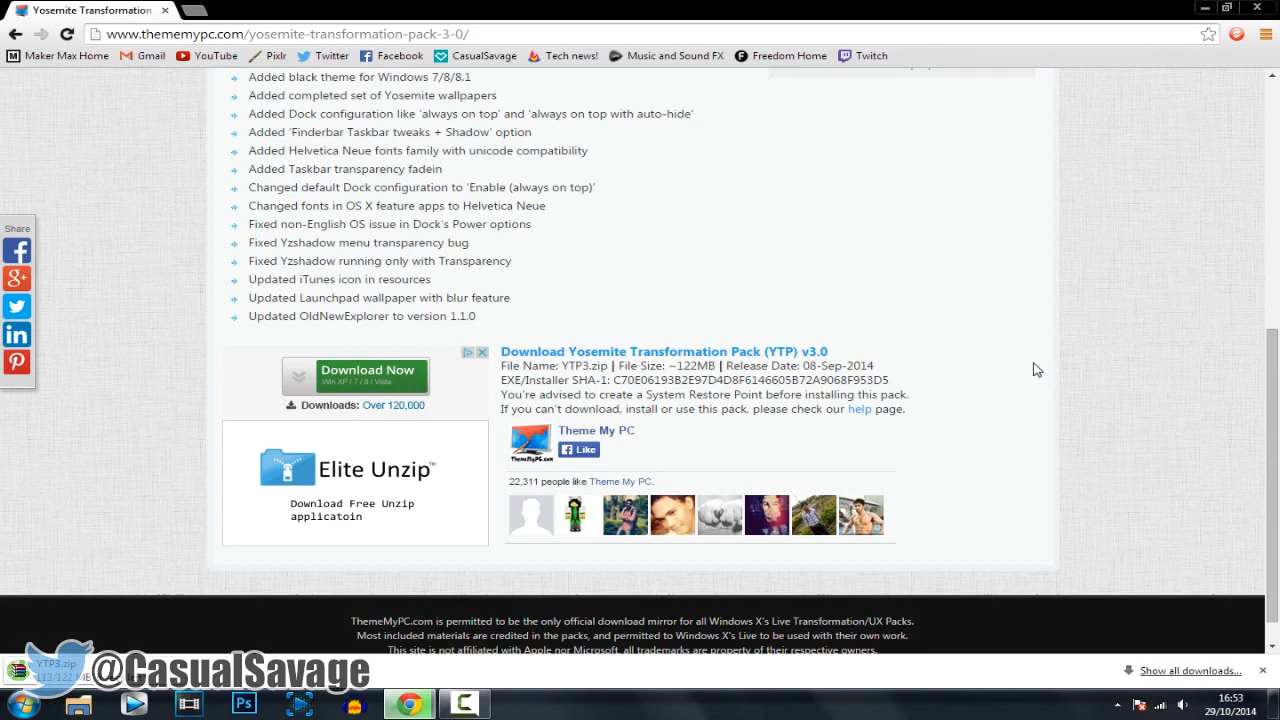 Yosemite Transformation
www.thememypc.com/yosemite-transformation-pack-3-0/
Maker Max Home Gmail YouTube Pixlr Twitter Facebook CasualSavage Tech news! Music and Sound FX Freedom Home Twitch
Added black theme for Windows 7/8/8.1
Added completed set of Yosemite wallpapers
Added Dock configuration like 'always on top' and 'always on top with auto-hide'
Added 'Finderbar Taskbar tweaks + Shadow' option
Added Helvetica Neue fonts family with unicode compatibility
Added Taskbar transparency fadein
Changed default Dock configuration to 'Enable (always on top)'
Changed fonts in OS X feature apps to Helvetica Neue
Fixed non-English OS issue in Dock's Power options
Fixed Yzshadow menu transparency bug
Fixed Yzshadow running only with Transparency
Updated iTunes icon in resources
Updated Launchpad wallpaper with blur feature
Updated OldNewExplorer to version 1.1.0
Share
Download Now
Win XP / 7 / 8 / Vista
Downloads: Over 120,000
Elite Unzip™
Download Free Unzip
applicatoin
Download Yosemite Transformation Pack (YTP) v3.0
File Name: YTP3.zip | File Size: ~122MB | Release Date: 08-Sep-2014
EXE/Installer SHA-1: C70E06193B2E97D4D8F6146605B72A9068F953D5
You're advised to create a System Restore Point before installing this pack.
If you can't download, install or use this pack, please check our help page.
Theme My PC
ThemeMyPC.com
Like
22,311 people like Theme My PC.
ThemeMyPC.com is permitted to be the only official download mirror for all Windows X's Live Transformation/UX Packs.
Most included materials are credited in the packs, and permitted to Windows X's Live to be used with their own work.
This site is not affiliated with Apple nor Microsoft, all trademarks are property of their respective owners.
YTP3.zip
113/122 MB
@CasualSavage
Show all downloads...
Ps
16:53
29/10/2014